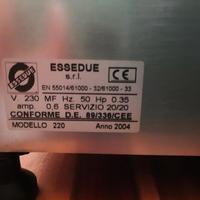 ESSEDUE
s.r.l.
CE
EN 55014/61000 - 32/61000 - 33
V 230 MF Hz 50 Hp 0.35
amp. 0,6 SERVIZIO 20/20
CONFORME D.E. 89/336/CEE
MODELLO 220 Anno 2004